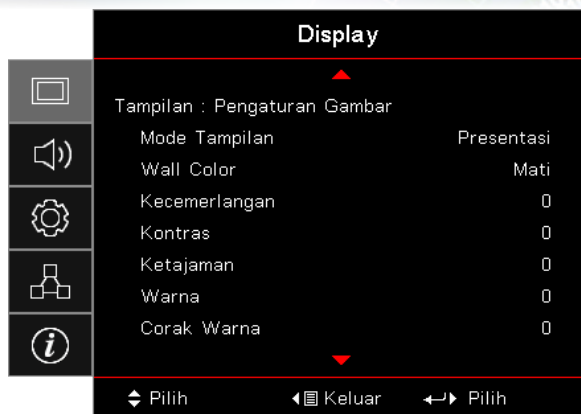 Display
Tampilan : Pengaturan Gambar
Mode Tampilan Presentasi
Wall Color Mati
Kecemerlangan 0
Kontras 0
Ketajaman 0
Warna 0
Corak Warna 0
Pilih Keluar Pilih